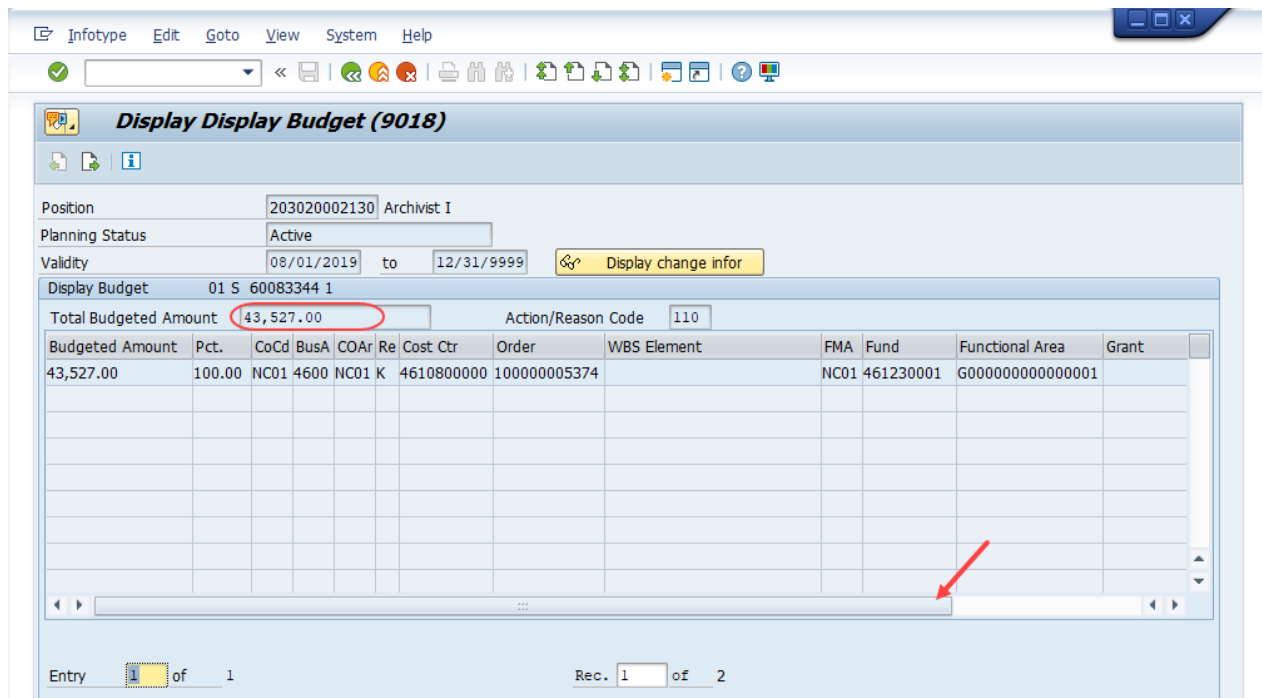 Infotype Edit Goto View System Help
Display Display Budget (9018)
Position 203020002130 Archivist I
Planning Status Active
Validity 08/01/2019 to 12/31/9999 Display change infor
Display Budget 01 S 60083344 1
Total Budgeted Amount 43,527.00 Action/Reason Code 110
Budgeted Amount Pct. CoCd BusA COAr Re Cost Ctr Order WBS Element FMA Fund Functional Area Grant
43,527.00 100.00 NC01 4600 NC01 K 4610800000 100000005374 NC01 461230001 G000000000000001
Entry 1 of 1 Rec. 1 of 2